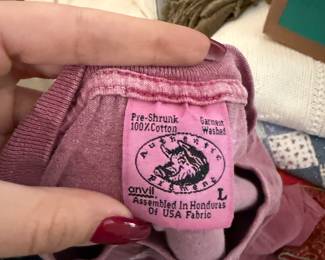 Pre-Shrunk Garment
100% Cotton Washed
Authentic
Pigment
anvil. L
Assembled In Honduras
Of USA Fabric